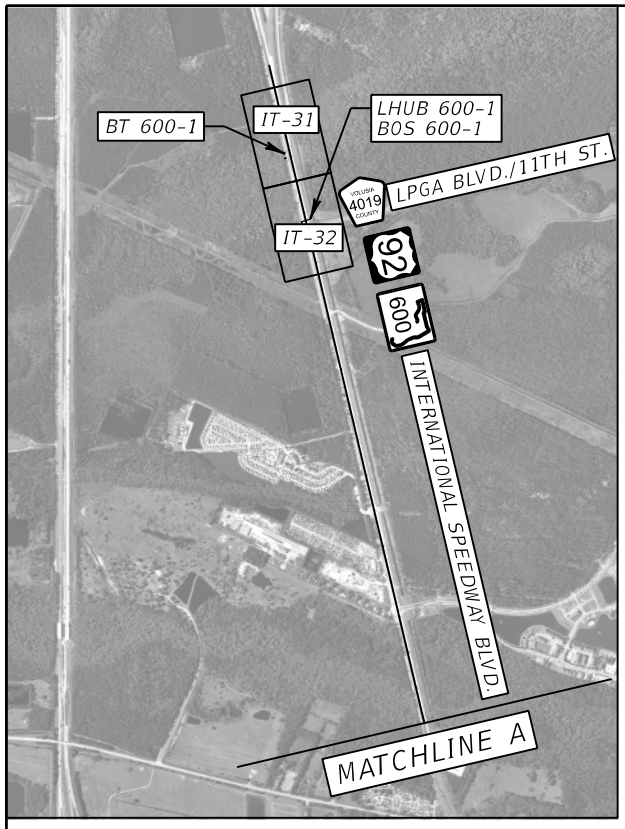 BT 600-1
IT-31
LHUB 600-1
BOS 600-1
IT-32
VOLUSIA
4019
COUNTY
LPGA BLVD./11TH ST.
92
600
INTERNATIONAL SPEEDWAY BLVD.
MATCHLINE A